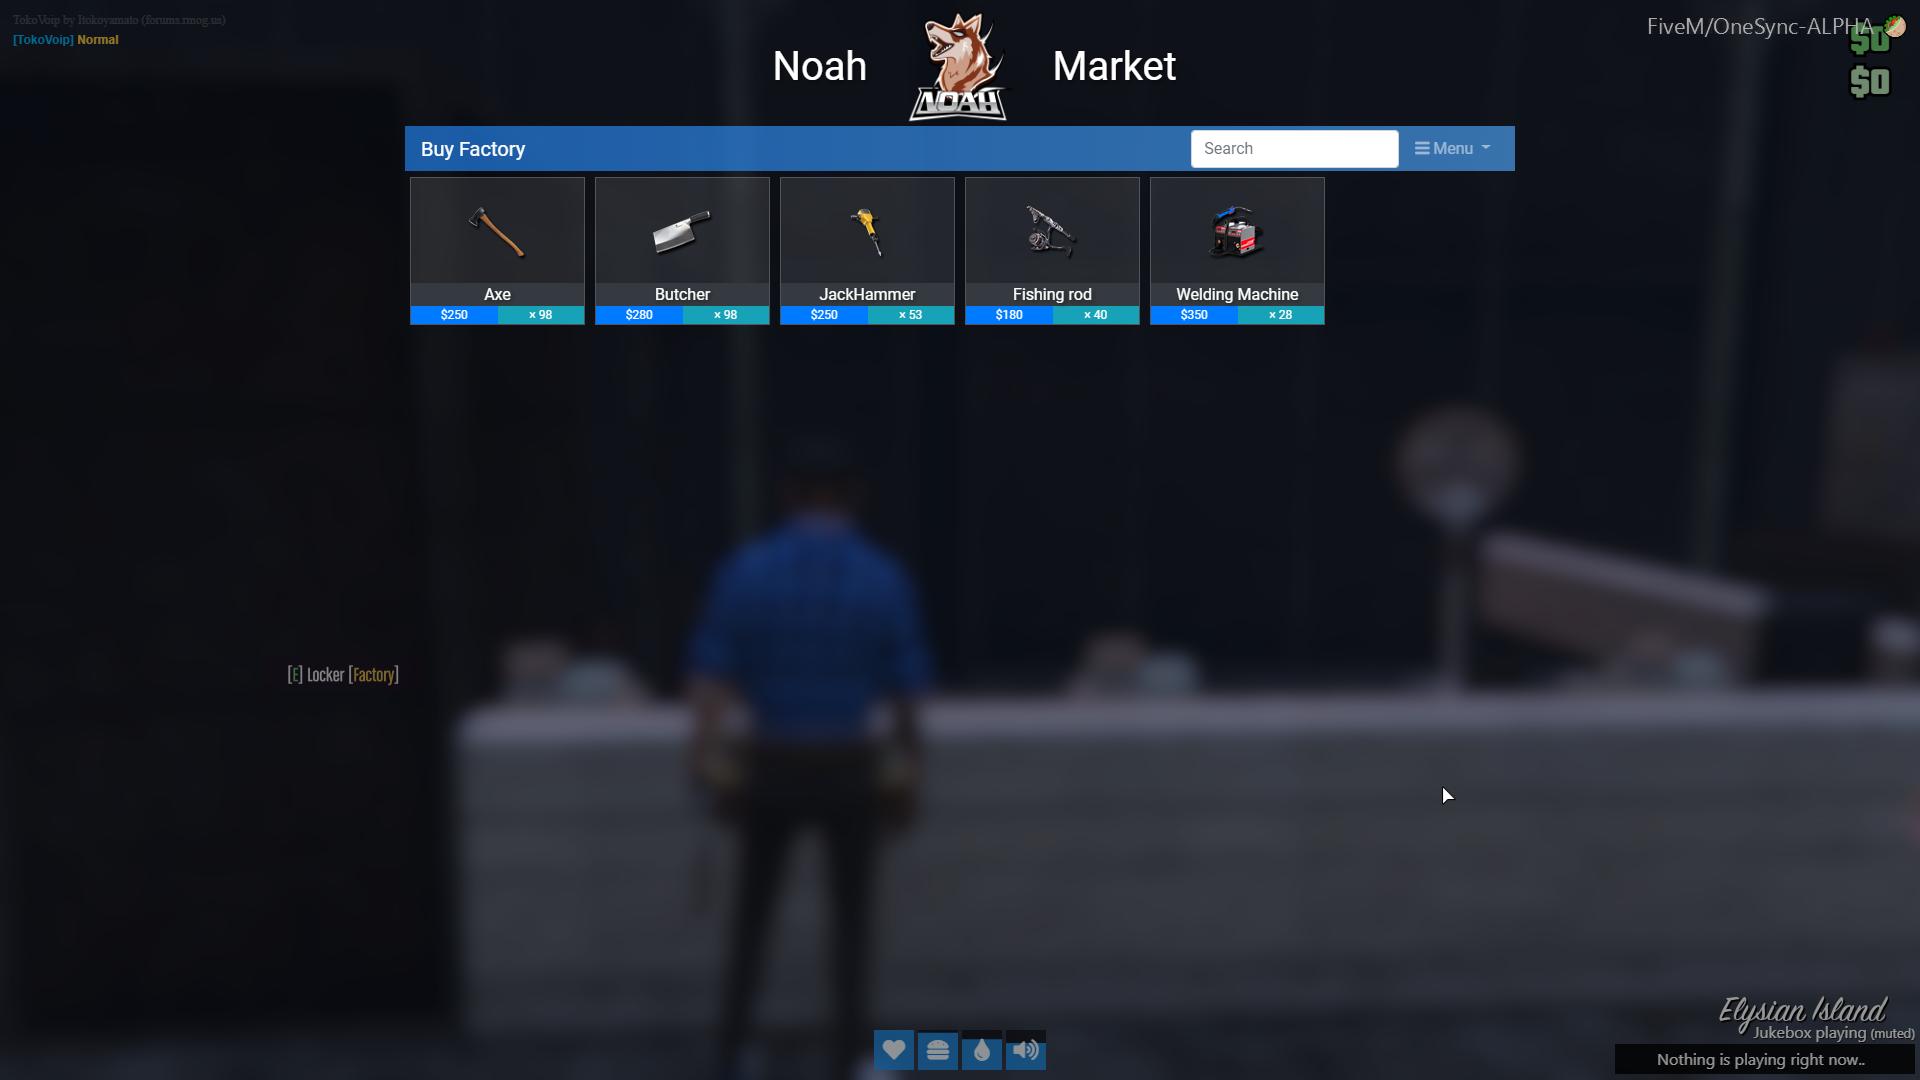 TokoVoip by Itokoyamato (forums.rmog.us)
[TokoVoip] Normal
Noah
NOAH
Market
FiveM/OneSync-ALPHA
$0
$0
Buy Factory
Search
Menu
Axe
$250
× 98
Butcher
$280
× 98
JackHammer
$250
× 53
Fishing rod
$180
× 40
Welding Machine
$350
× 28
[E] Locker [Factory]
Elysian Island
Jukebox playing (muted)
Nothing is playing right now..